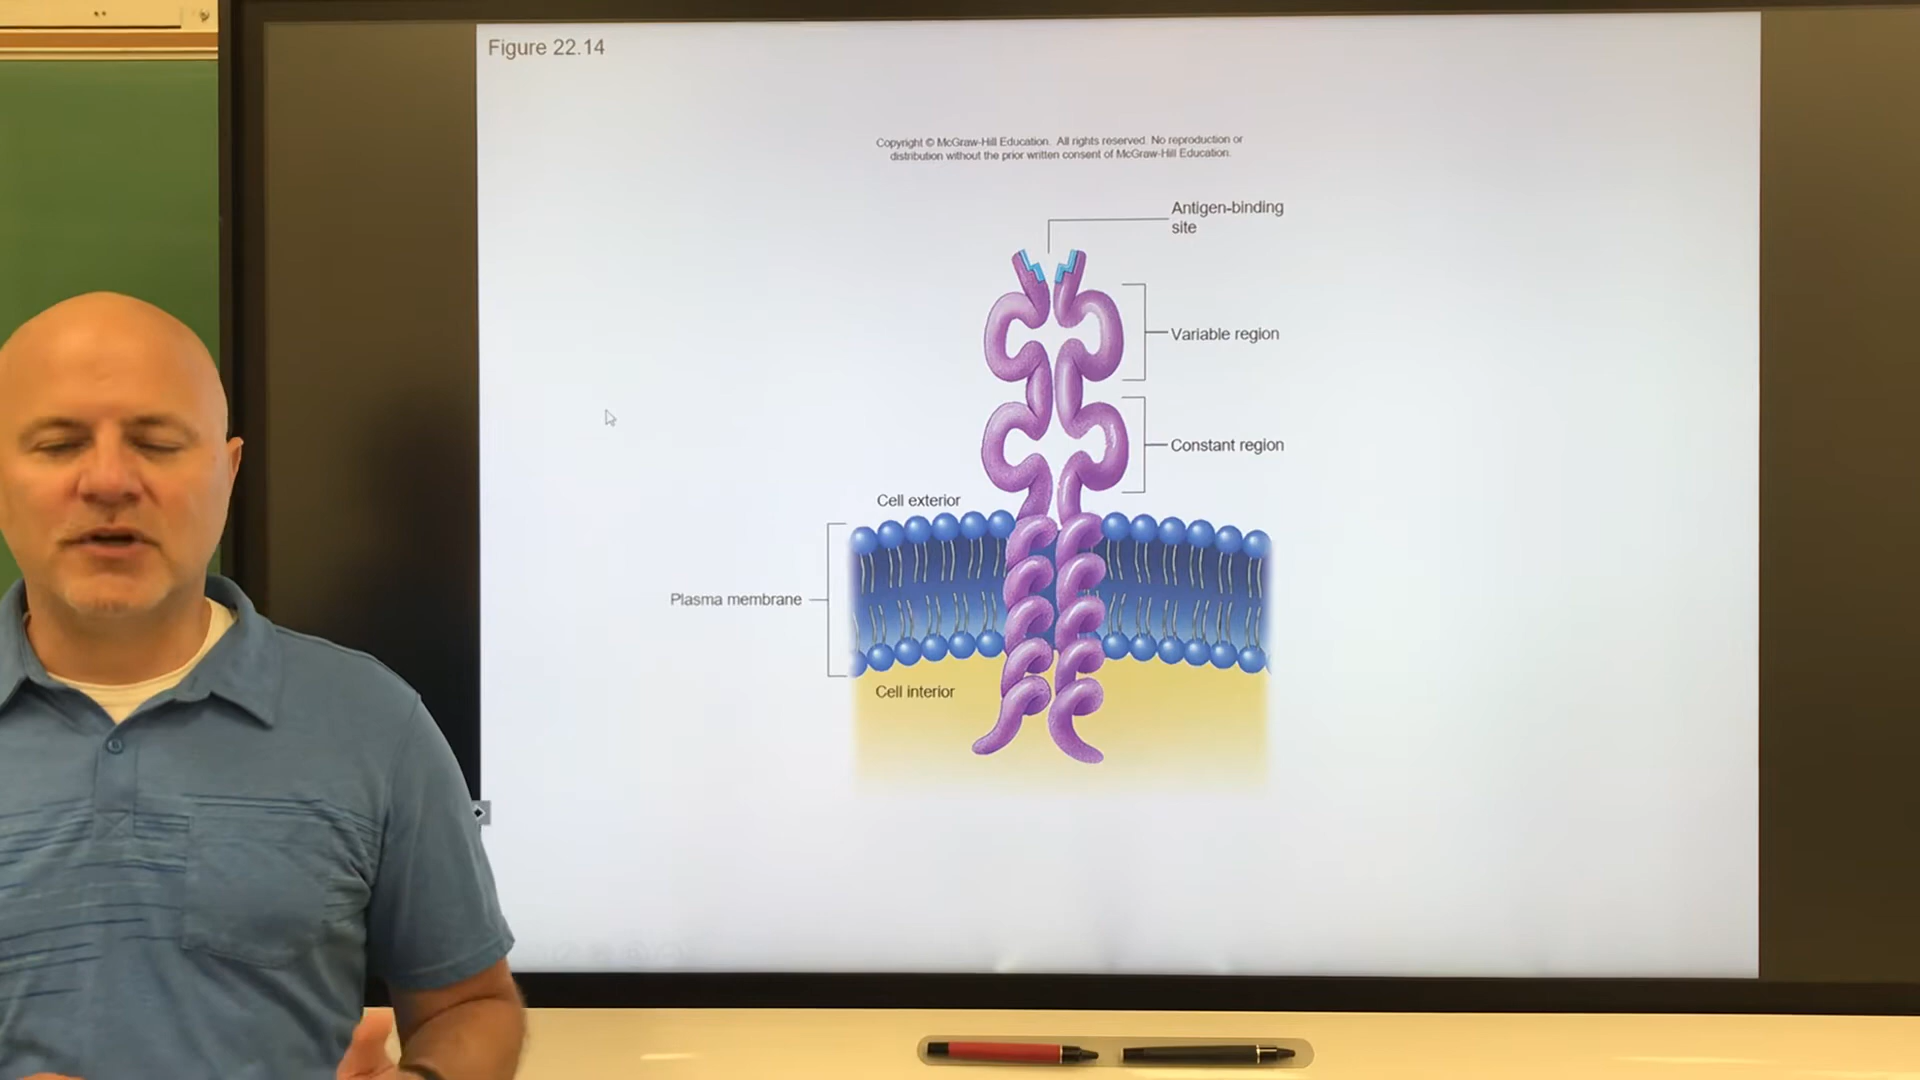 Figure 22.14
Copyright © McGraw-Hill Education. All rights reserved. No reproduction or
distribution without the prior written consent of McGraw-Hill Education.
Antigen-binding
site
Variable region
Constant region
Cell exterior
Plasma membrane
Cell interior